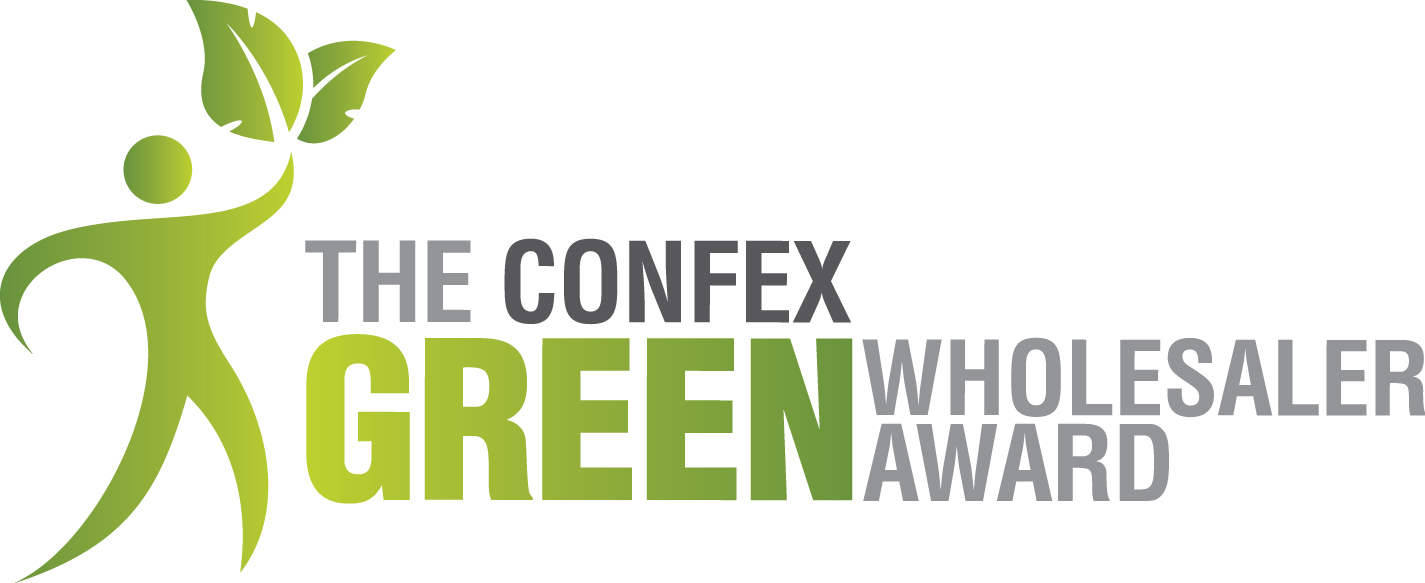 THE CONFEX
GREEN WHOLESALER
AWARD